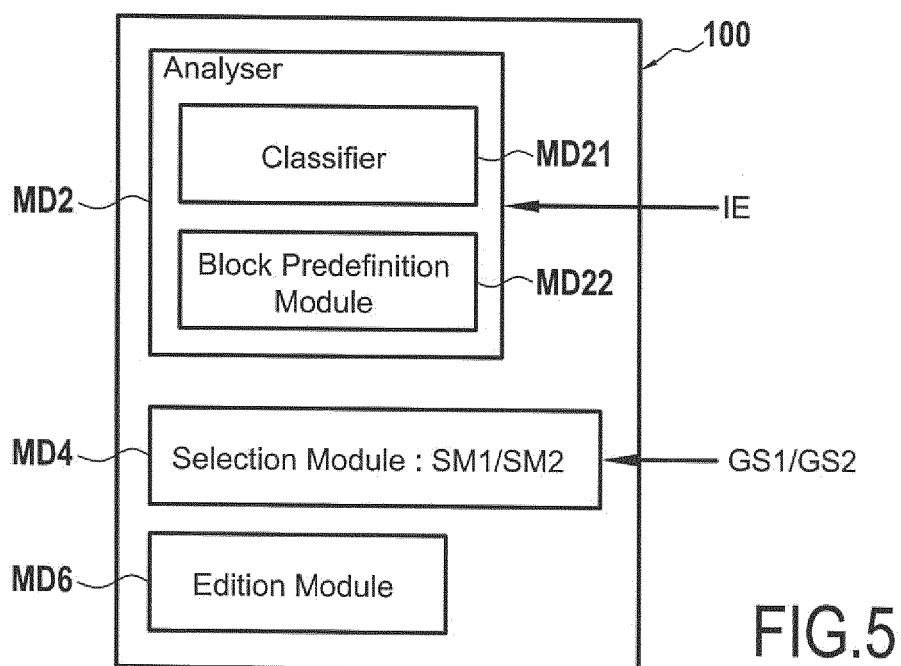 100
Analyser
Classifier
MD21
MD2
IE
Block Predefinition
Module
MD22
MD4
Selection Module : SM1/SM2
GS1/GS2
MD6
Edition Module
FIG.5